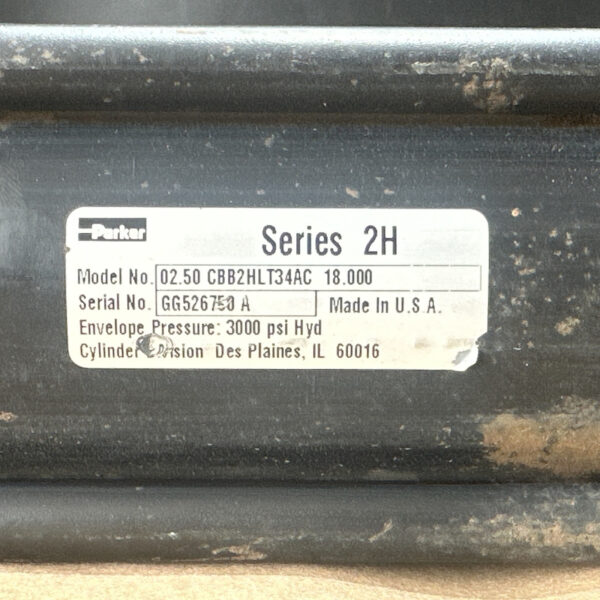 Parker
Series 2H
Model No. 02.50 CBB2HLT34AC 18.000
Serial No. GG526750 A Made In U.S.A.
Envelope Pressure: 3000 psi Hyd
Cylinder Division Des Plaines, IL 60016